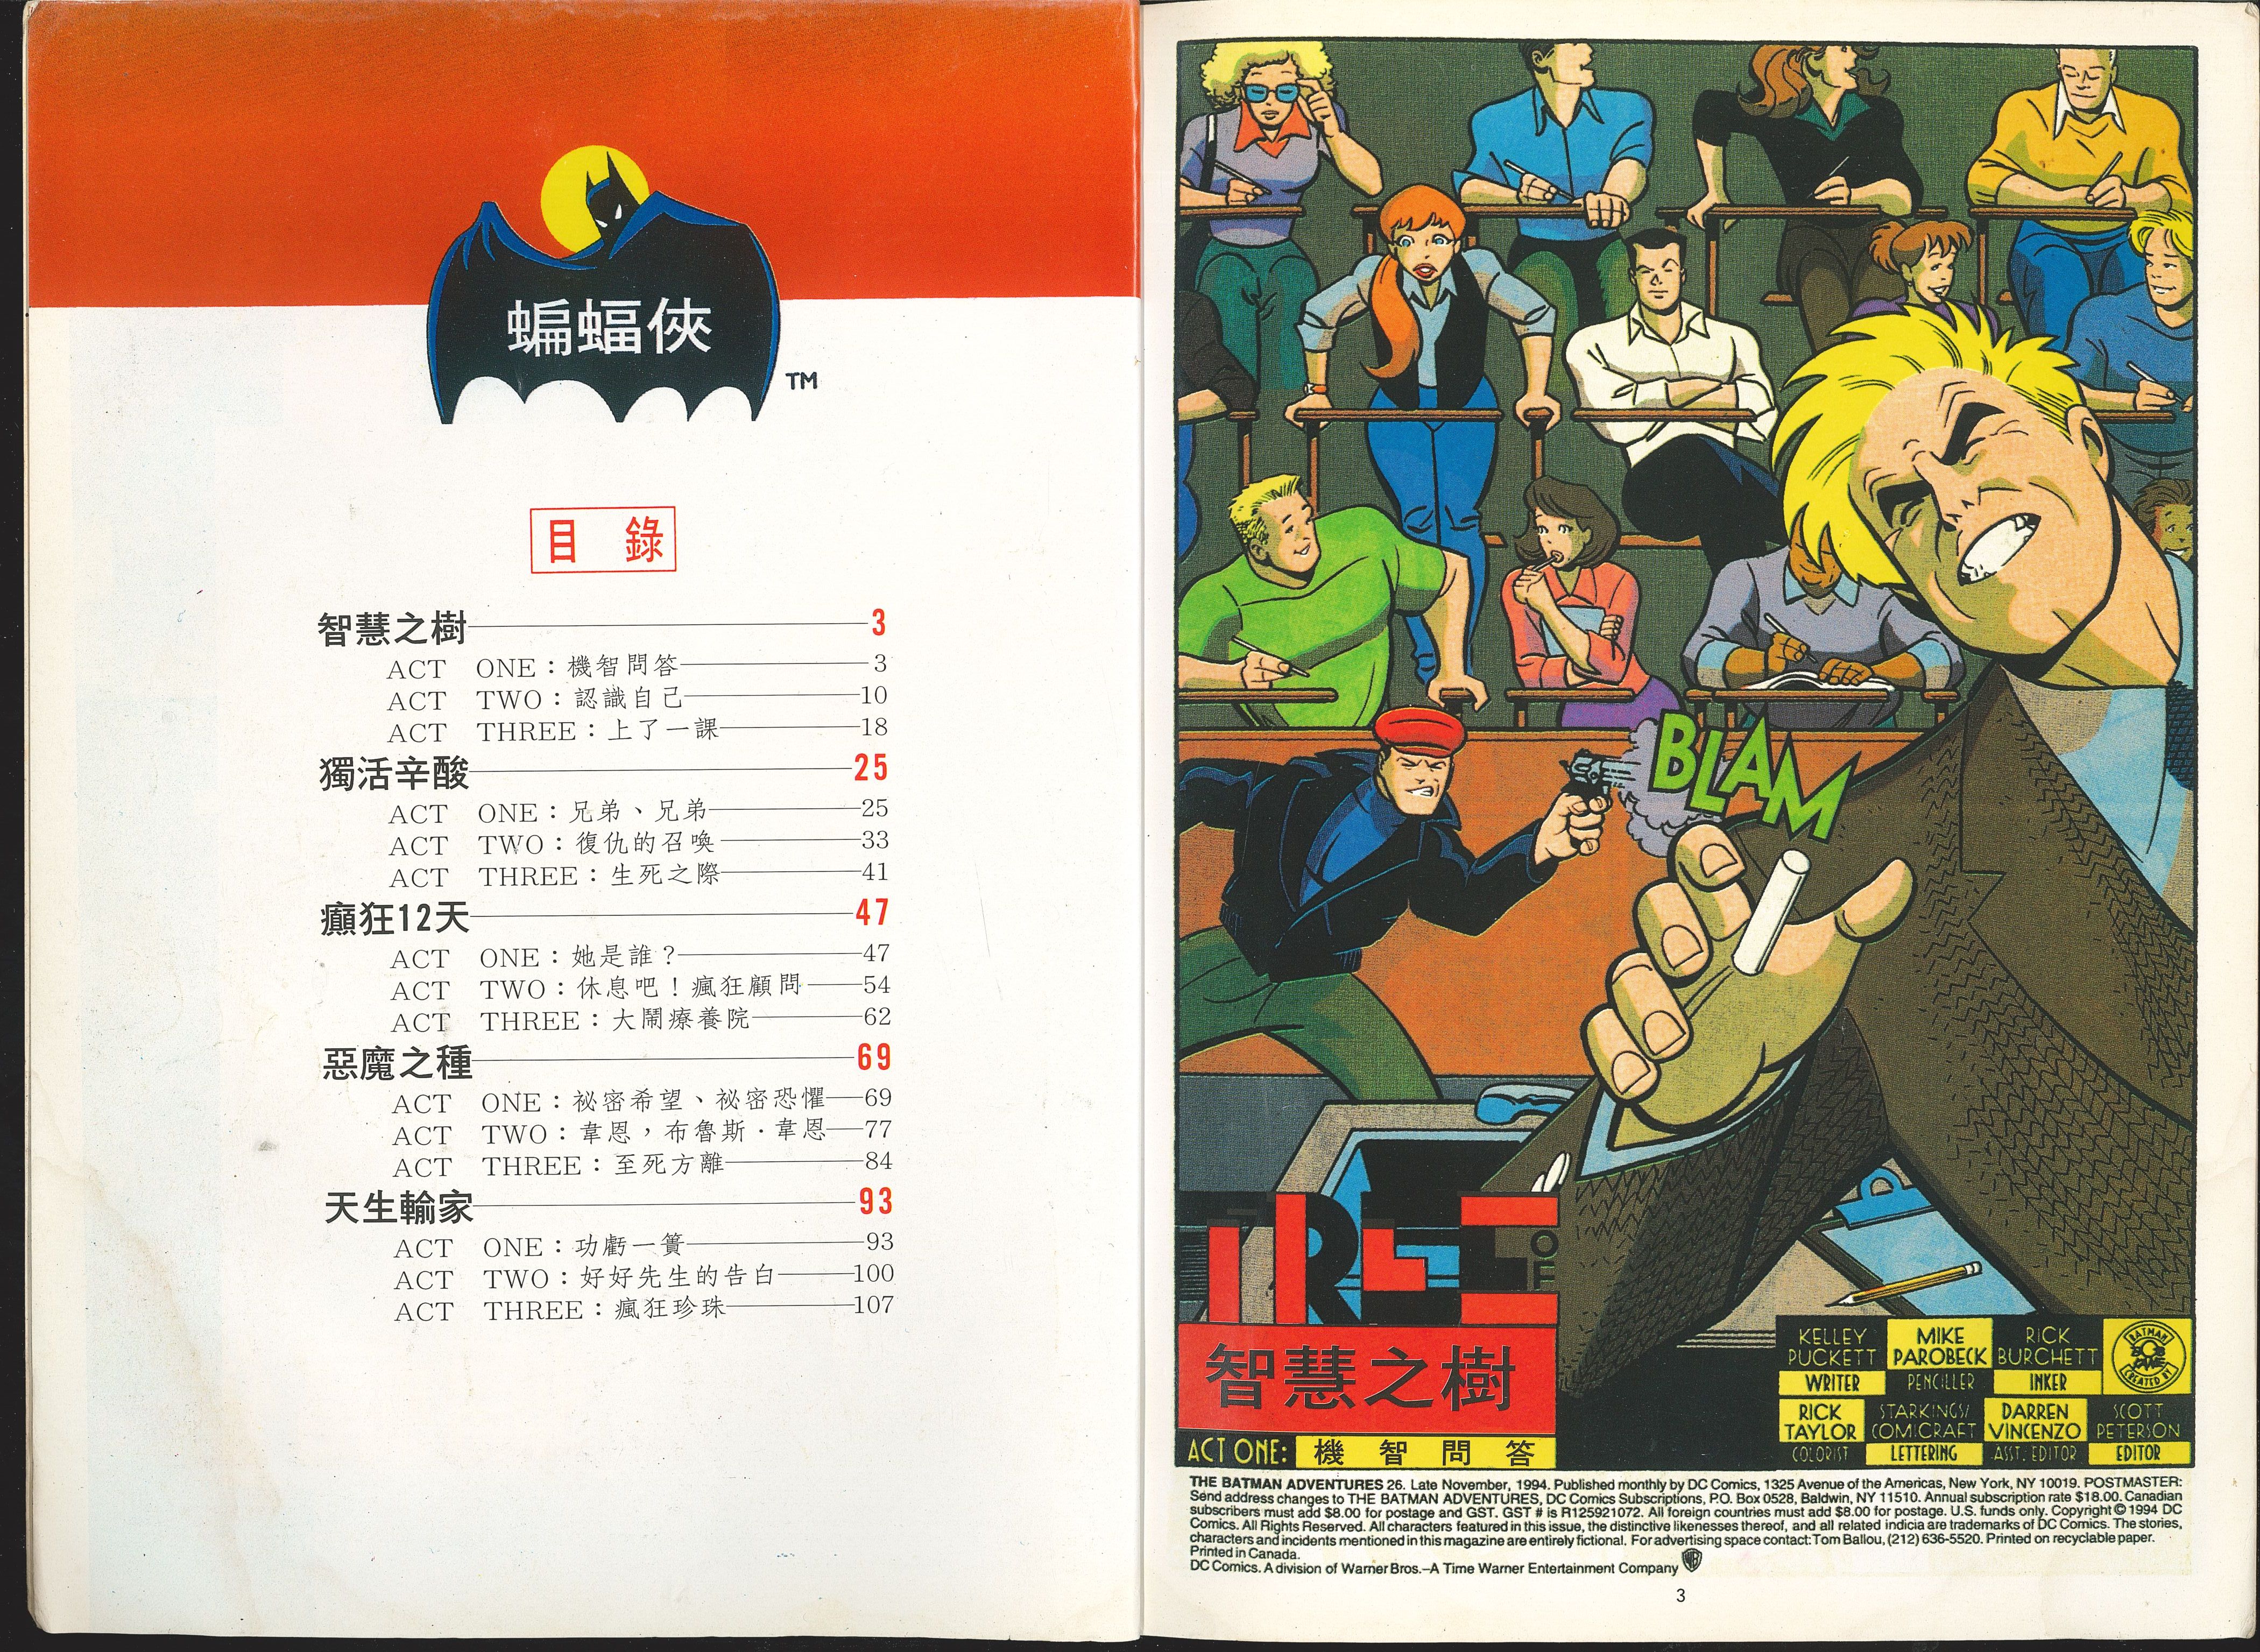 蝙蝠俠
TM
目 錄
智慧之樹 3
ACT ONE：機智問答 3
ACT TWO：認識自己 10
ACT THREE：上了一課 18
獨活辛酸 25
ACT ONE：兄弟、兄弟 25
ACT TWO：復仇的召喚 33
ACT THREE：生死之際 41
癲狂12天 47
ACT ONE：她是誰？ 47
ACT TWO：休息吧！瘋狂顧問 54
ACT THREE：大鬧療養院 62
惡魔之種 69
ACT ONE：祕密希望、祕密恐懼 69
ACT TWO：韋恩，布魯斯．韋恩 77
ACT THREE：至死方離 84
天生輸家 93
ACT ONE：功虧一簣 93
ACT TWO：好好先生的告白 100
ACT THREE：瘋狂珍珠 107
BLAM
TREE OF
智慧之樹
ACT ONE: 機智問答
KELLEY PUCKETT WRITER
MIKE PAROBECK PENCILLER
RICK BURCHETT INKER
BATMAN CREATED BY BOB KANE
RICK TAYLOR COLORIST
STARKINGS/COMICRAFT LETTERING
DARREN VINCENZO ASST. EDITOR
SCOTT PETERSON EDITOR
THE BATMAN ADVENTURES 26. Late November, 1994. Published monthly by DC Comics, 1325 Avenue of the Americas, New York, NY 10019. POSTMASTER:
Send address changes to THE BATMAN ADVENTURES, DC Comics Subscriptions, P.O. Box 0528, Baldwin, NY 11510. Annual subscription rate $18.00. Canadian
subscribers must add $8.00 for postage and GST. GST # is R125921072. All foreign countries must add $8.00 for postage. U.S. funds only. Copyright © 1994 DC
Comics. All Rights Reserved. All characters featured in this issue, the distinctive likenesses thereof, and all related indicia are trademarks of DC Comics. The stories,
characters and incidents mentioned in this magazine are entirely fictional. For advertising space contact: Tom Ballou, (212) 636-5520. Printed on recyclable paper.
Printed in Canada.
DC Comics. A division of Warner Bros.–A Time Warner Entertainment Company
3